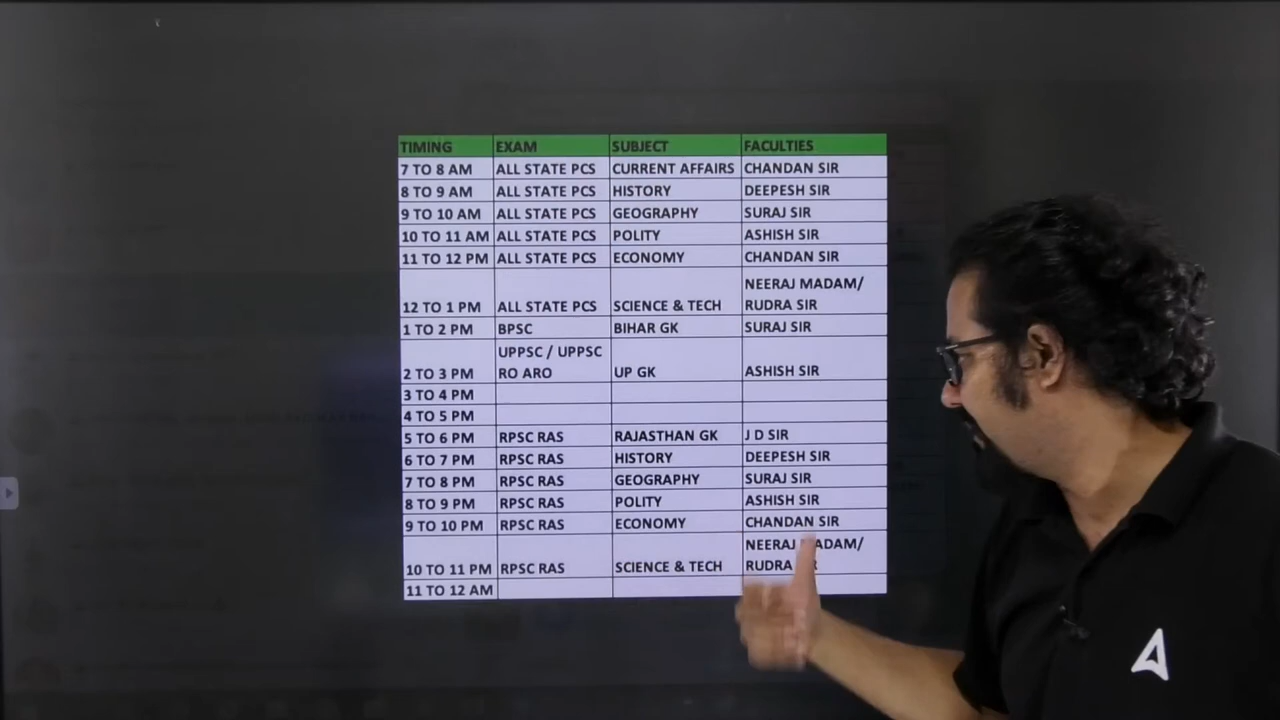 TIMING EXAM SUBJECT FACULTIES
7 TO 8 AM ALL STATE PCS CURRENT AFFAIRS CHANDAN SIR
8 TO 9 AM ALL STATE PCS HISTORY DEEPESH SIR
9 TO 10 AM ALL STATE PCS GEOGRAPHY SURAJ SIR
10 TO 11 AM ALL STATE PCS POLITY ASHISH SIR
11 TO 12 PM ALL STATE PCS ECONOMY CHANDAN SIR
NEERAJ MADAM/
12 TO 1 PM ALL STATE PCS SCIENCE & TECH RUDRA SIR
1 TO 2 PM BPSC BIHAR GK SURAJ SIR
UPPSC / UPPSC
2 TO 3 PM RO ARO UP GK ASHISH SIR
3 TO 4 PM
4 TO 5 PM
5 TO 6 PM RPSC RAS RAJASTHAN GK J D SIR
6 TO 7 PM RPSC RAS HISTORY DEEPESH SIR
7 TO 8 PM RPSC RAS GEOGRAPHY SURAJ SIR
8 TO 9 PM RPSC RAS POLITY ASHISH SIR
9 TO 10 PM RPSC RAS ECONOMY CHANDAN SIR
NEERAJ MADAM/
10 TO 11 PM RPSC RAS SCIENCE & TECH RUDRA
11 TO 12 AM